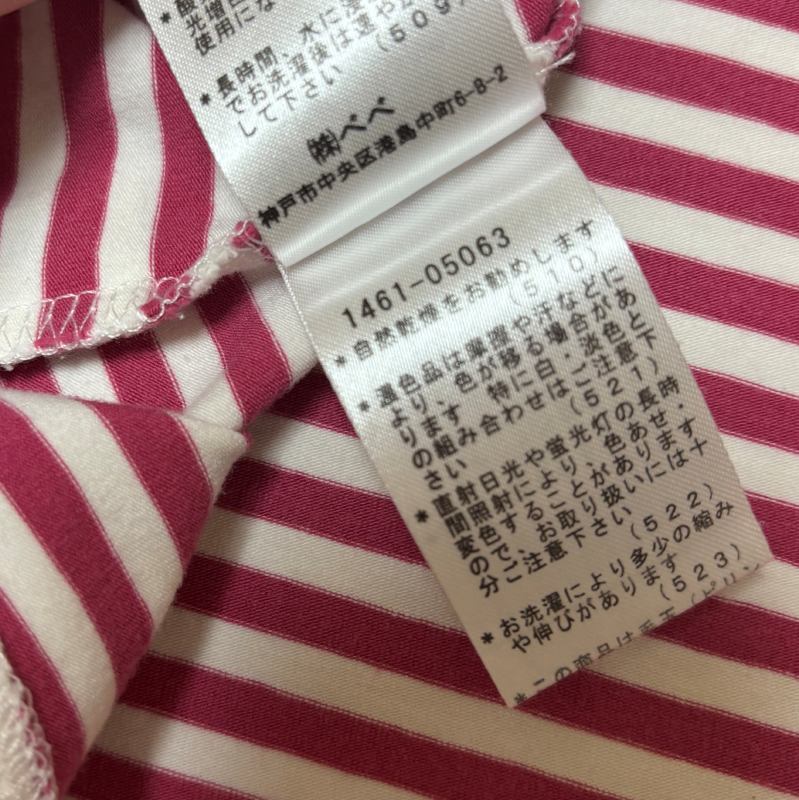 光増白
使用にな
*長時間、水に浸
でお洗濯後は速や
して下さい (509)
㈱べべ
神戸市中央区港島中町6-8-2
1461-05063
*自然乾燥をお勧めします
(510)
*濃色品は摩擦や汗などに
より、色が移る場合があと
ります 特に白・淡色と
の組み合わせはご注意下
さい (521)
*直射日光や蛍光灯の長時
間照射により、色あせ・
変色することがあります
ので、お取り扱いには十
分ご注意下さい
(522)
*お洗濯により多少の縮み
や伸びがあります
(523)
*この商品は毛玉(ピリン